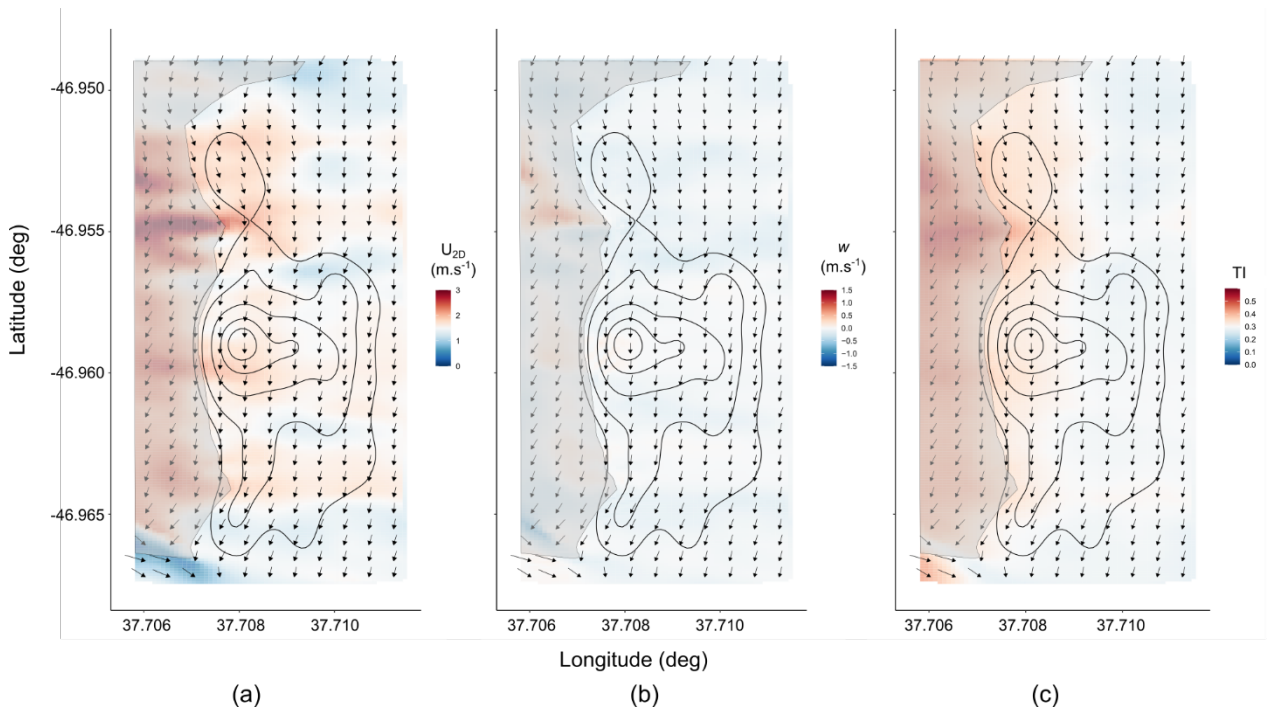 Latitude (deg)
-46.950
-46.955
-46.960
-46.965
37.706 37.708 37.710
U2D
(m.s-1)
3
2
1
0
37.706 37.708 37.710
w
(m.s-1)
1.5
1.0
0.5
0.0
-0.5
-1.0
-1.5
37.706 37.708 37.710
TI
0.5
0.4
0.3
0.2
0.1
0.0
Longitude (deg)
(a) (b) (c)